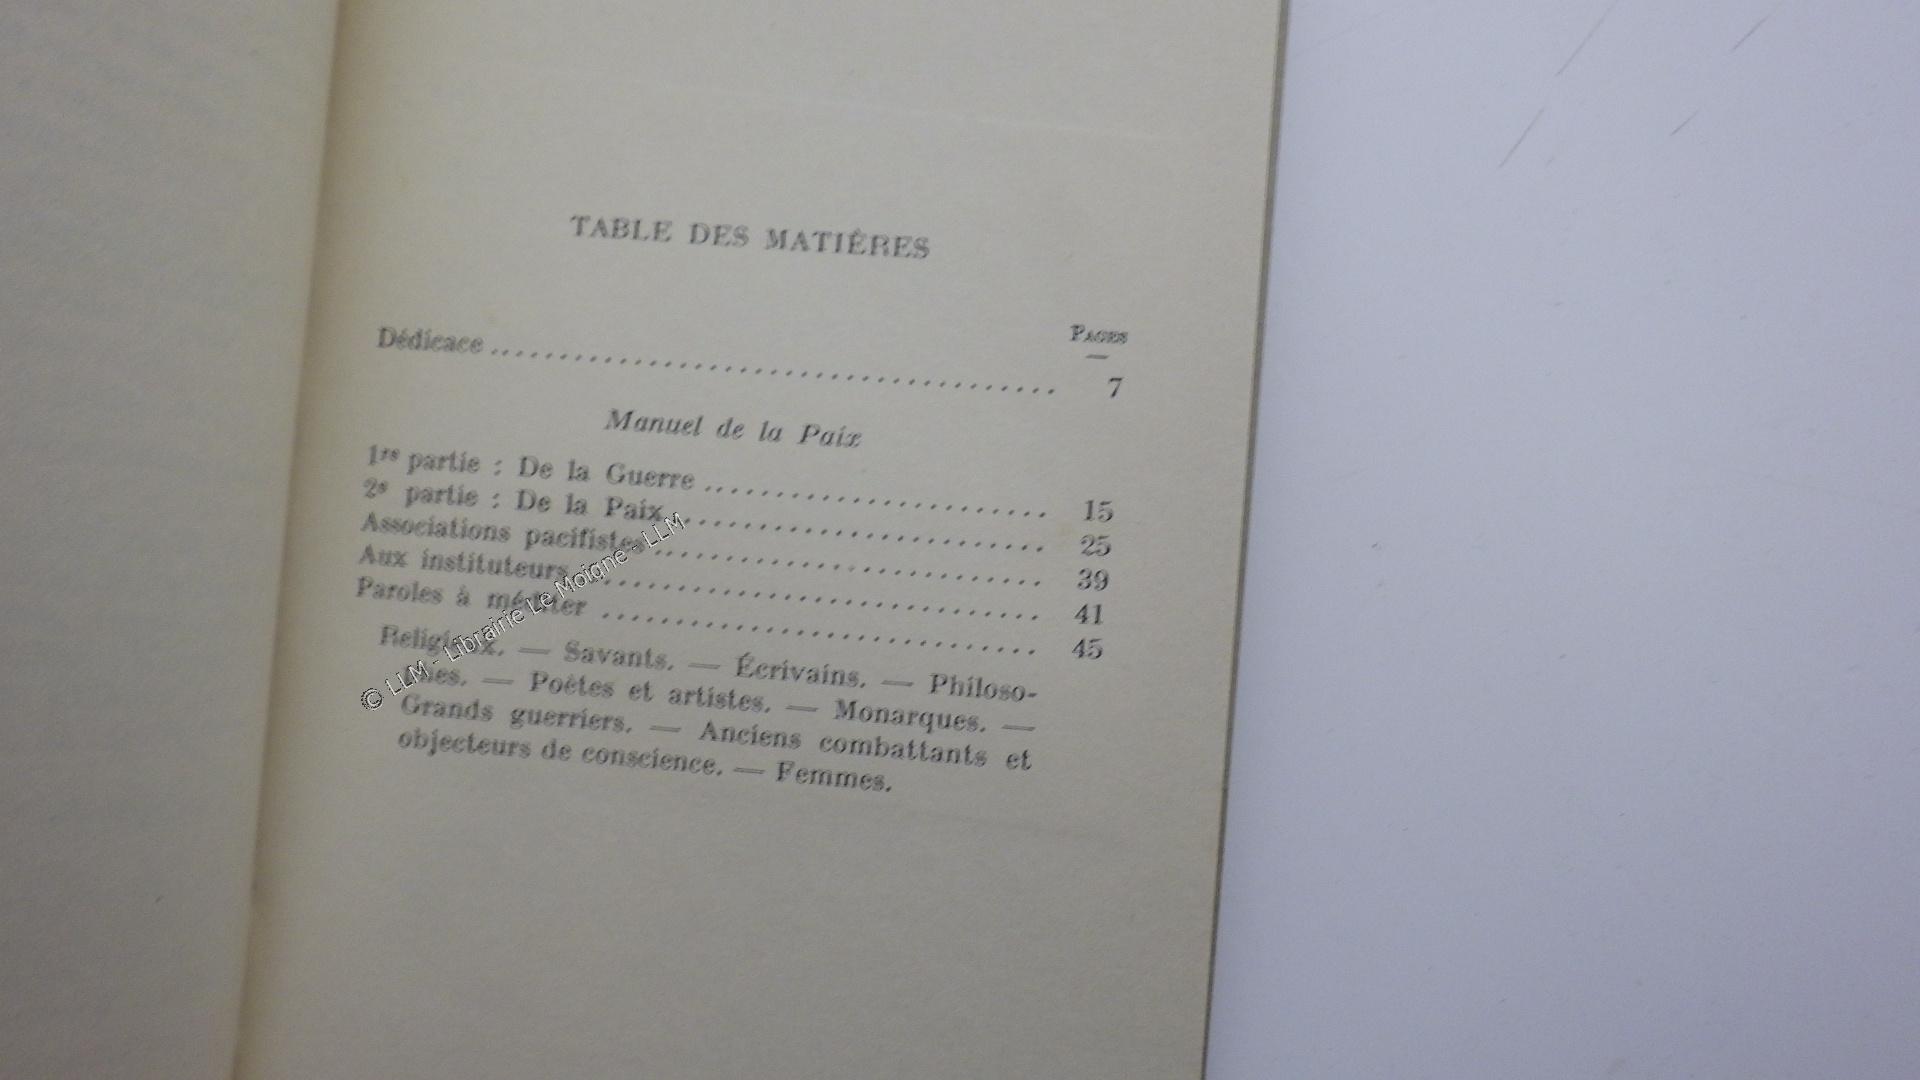 TABLE DES MATIÈRES
PAGES
—
Dédicace ........................................ 7
Manuel de la Paix
1re partie : De la Guerre ........................ 15
2e partie : De la Paix ........................ 25
Associations pacifistes ........................ 39
Aux instituteurs ........................ 41
Paroles à méditer ........................ 45
Religieux. — Savants. — Écrivains. — Philoso-
phes. — Poètes et artistes. — Monarques. —
Grands guerriers. — Anciens combattants et
objecteurs de conscience. — Femmes.
© LLM - Librairie Le Moigne - LLM